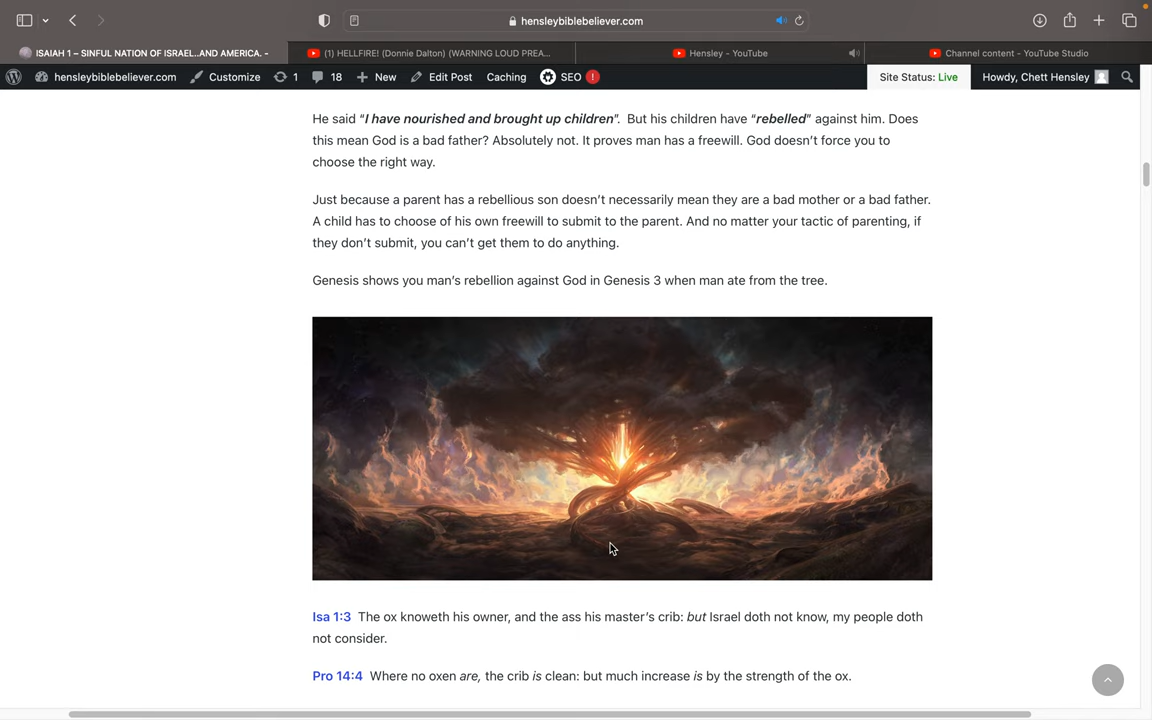 hensleybiblebeliever.com
ISAIAH 1 – SINFUL NATION OF ISRAEL..AND AMERICA. -
(1) HELLFIRE! (Donnie Dalton) (WARNING LOUD PREA...
Hensley - YouTube
Channel content - YouTube Studio
hensleybiblebeliever.com Customize 1 18 New Edit Post Caching SEO ! Site Status: Live Howdy, Chett Hensley
He said “I have nourished and brought up children”. But his children have “rebelled” against him. Does
this mean God is a bad father? Absolutely not. It proves man has a freewill. God doesn’t force you to
choose the right way.
Just because a parent has a rebellious son doesn’t necessarily mean they are a bad mother or a bad father.
A child has to choose of his own freewill to submit to the parent. And no matter your tactic of parenting, if
they don’t submit, you can’t get them to do anything.
Genesis shows you man’s rebellion against God in Genesis 3 when man ate from the tree.
Isa 1:3 The ox knoweth his owner, and the ass his master’s crib: but Israel doth not know, my people doth
not consider.
Pro 14:4 Where no oxen are, the crib is clean: but much increase is by the strength of the ox.